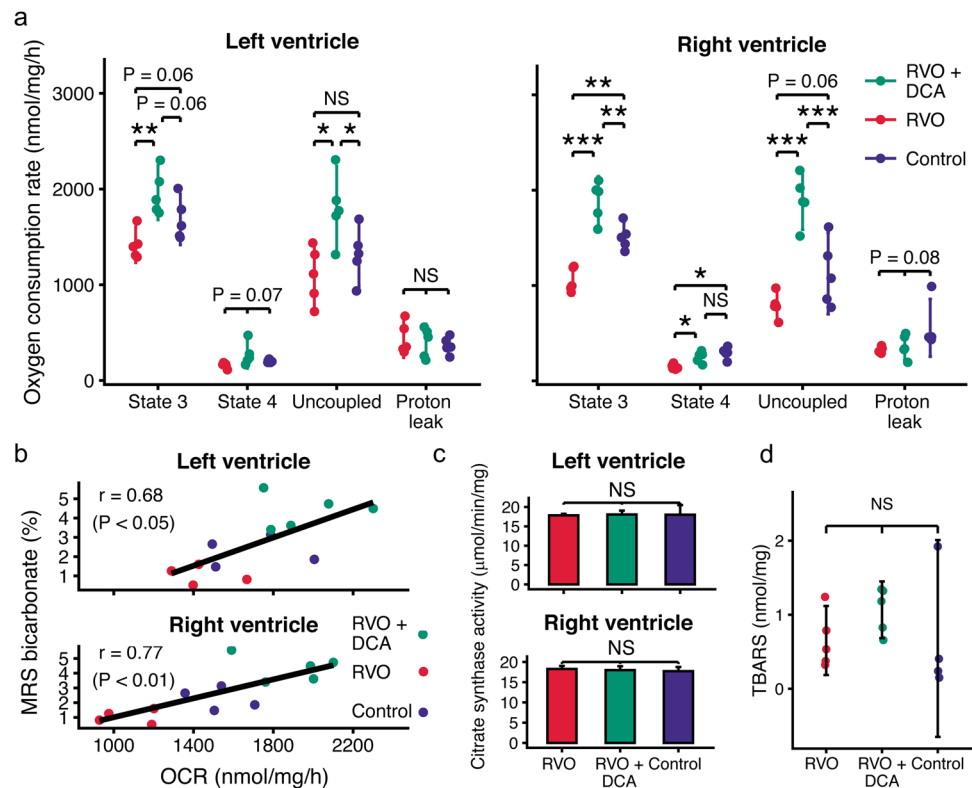 a
Left ventricle
Right ventricle
Oxygen consumption rate (nmol/mg/h)
3000
2000
1000
0
P = 0.06
P = 0.06
**
P = 0.07
NS
*
*
NS
State 3
State 4
Uncoupled
Proton
leak
**
**
***
*
NS
*
P = 0.06
***
***
P = 0.08
State 3
State 4
Uncoupled
Proton
leak
RVO +
DCA
RVO
Control
b
Left ventricle
r = 0.68
(P < 0.05)
5
4
3
2
1
MRS bicarbonate (%)
Right ventricle
r = 0.77
(P < 0.01)
5
4
3
2
1
1000
1400
1800
2200
OCR (nmol/mg/h)
RVO +
DCA
RVO
Control
c
Left ventricle
NS
20
15
10
5
0
Citrate synthase activity (μmol/min/mg)
Right ventricle
NS
20
15
10
5
0
RVO
RVO +
DCA
Control
d
NS
TBARS (nmol/mg)
2
1
0
RVO
RVO +
DCA
Control